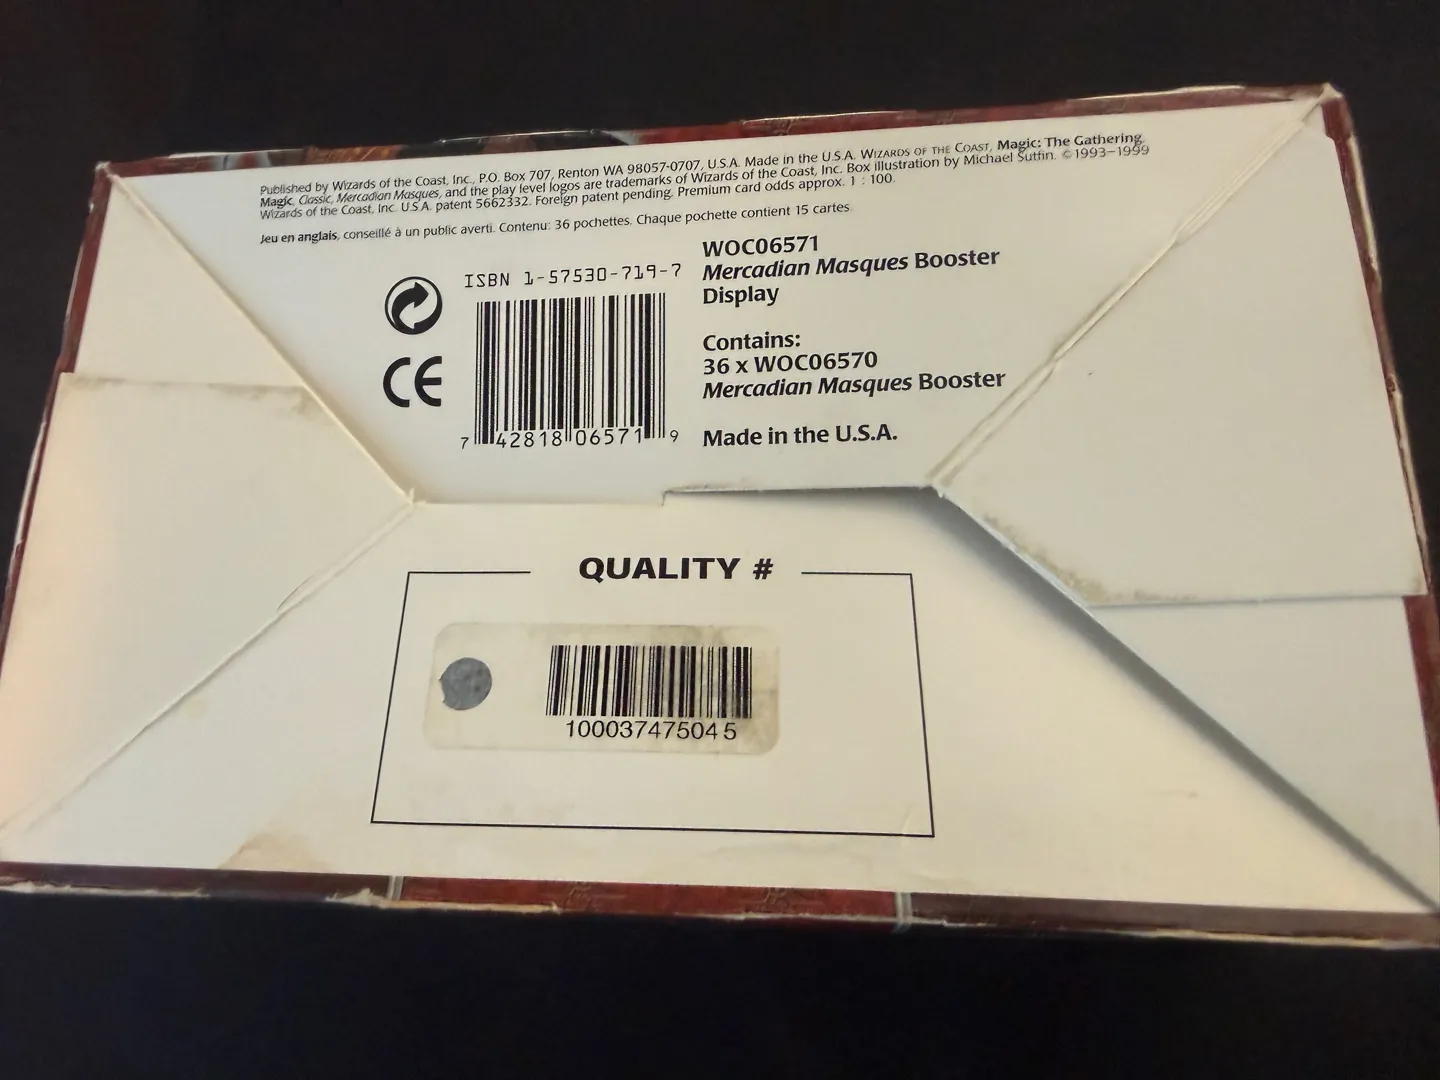 Published by Wizards of the Coast, Inc., P.O. Box 707, Renton WA 98057-0707, U.S.A. Made in the U.S.A. WIZARDS OF THE COAST, Magic: The Gathering,
Magic, Classic, Mercadian Masques, and the play level logos are trademarks of Wizards of the Coast, Inc. Box illustration by Michael Sutfin. ©1993–1999
Wizards of the Coast, Inc. U.S.A. patent 5662332. Foreign patent pending. Premium card odds approx. 1 : 100.
Jeu en anglais, conseillé à un public averti. Contenu: 36 pochettes. Chaque pochette contient 15 cartes.
ISBN 1-57530-719-7
7 42818 06571 9
CE
WOC06571
Mercadian Masques Booster
Display
Contains:
36 x WOC06570
Mercadian Masques Booster
Made in the U.S.A.
QUALITY #
100037475045